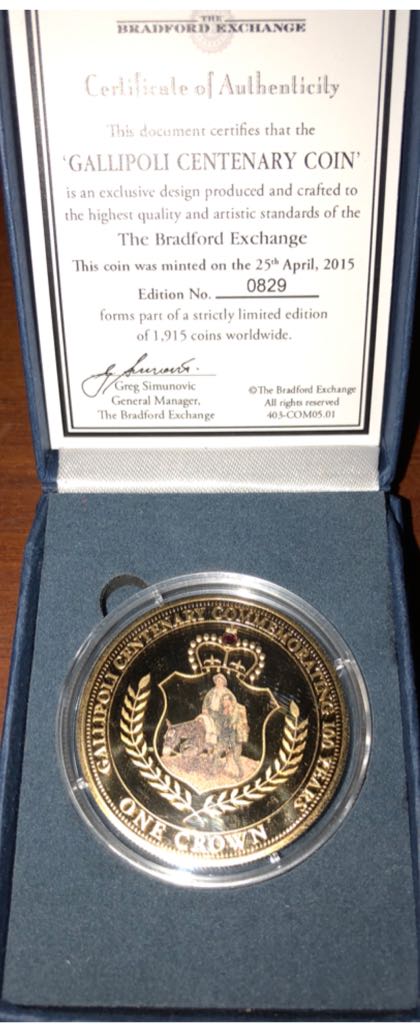 THE
BRADFORD EXCHANGE
Certificate of Authenticity
This document certifies that the
'GALLIPOLI CENTENARY COIN'
is an exclusive design produced and crafted to
the highest quality and artistic standards of the
The Bradford Exchange
This coin was minted on the 25th April, 2015
Edition No. 0829
forms part of a strictly limited edition
of 1,915 coins worldwide.
Greg Simunovic
General Manager,
The Bradford Exchange
©The Bradford Exchange
All rights reserved
403-COM05.01
GALLIPOLI CENTENARY COMMEMORATING 100 YEARS
ONE CROWN